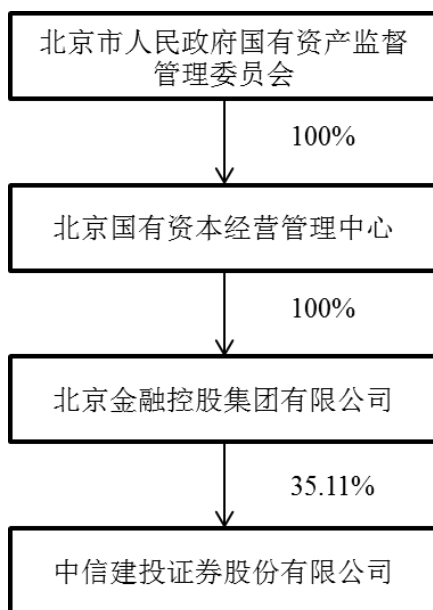 北京市人民政府国有资产监督
管理委员会
100%
北京国有资本经营管理中心
100%
北京金融控股集团有限公司
35.11%
中信建投证券股份有限公司